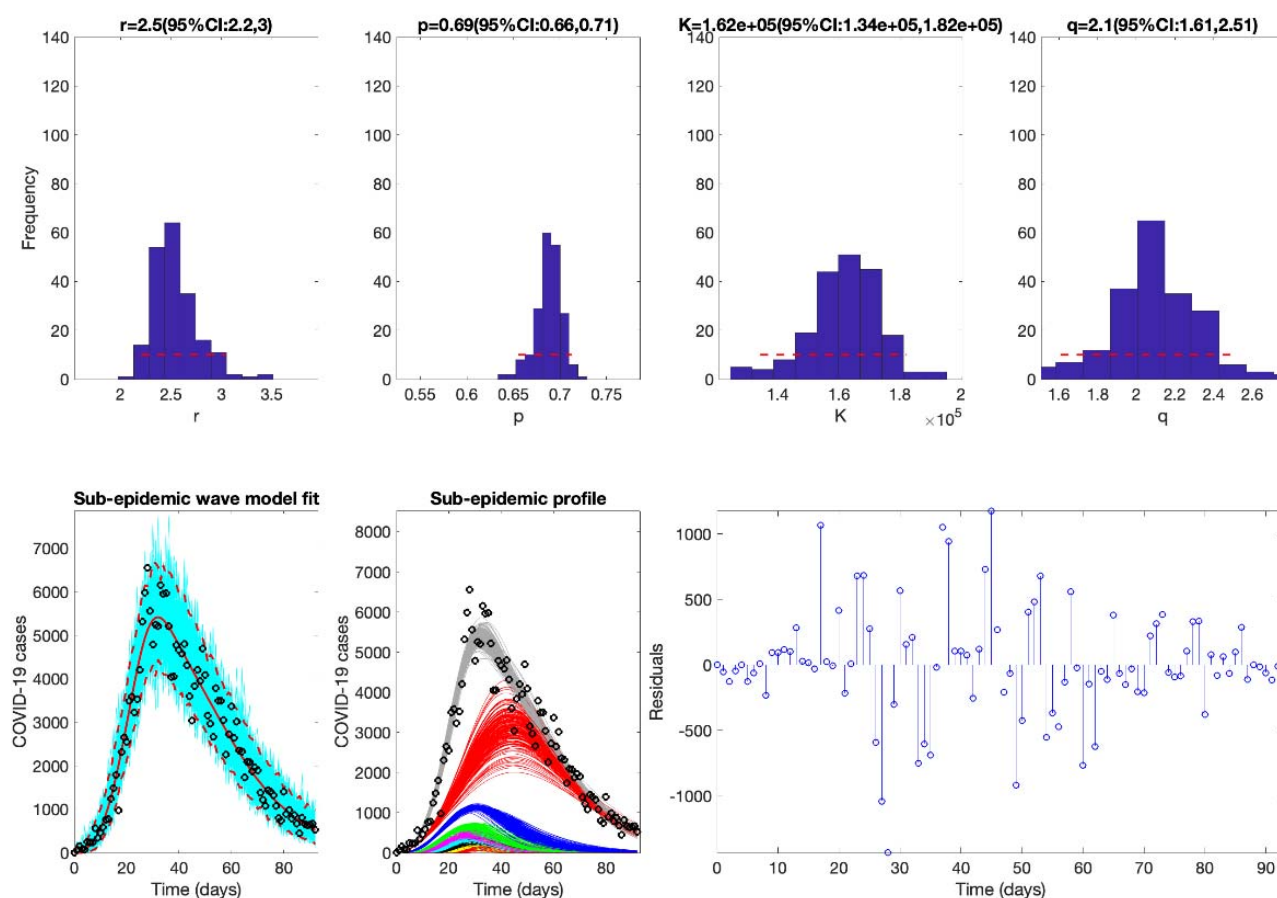 r=2.5(95%CI:2.2,3)
p=0.69(95%CI:0.66,0.71)
K=1.62e+05(95%CI:1.34e+05,1.82e+05)
q=2.1(95%CI:1.61,2.51)
Frequency
140
120
100
80
60
40
20
0
2 2.5 3 3.5
r
140
120
100
80
60
40
20
0
0.55 0.6 0.65 0.7 0.75
p
140
120
100
80
60
40
20
0
1.4 1.6 1.8 2
×10^5
K
140
120
100
80
60
40
20
0
1.6 1.8 2 2.2 2.4 2.6
q
Sub-epidemic wave model fit
COVID-19 cases
7000
6000
5000
4000
3000
2000
1000
0
0 20 40 60 80
Time (days)
Sub-epidemic profile
COVID-19 cases
8000
7000
6000
5000
4000
3000
2000
1000
0
0 20 40 60 80
Time (days)
Residuals
1000
500
0
-500
-1000
0 10 20 30 40 50 60 70 80 90
Time (days)